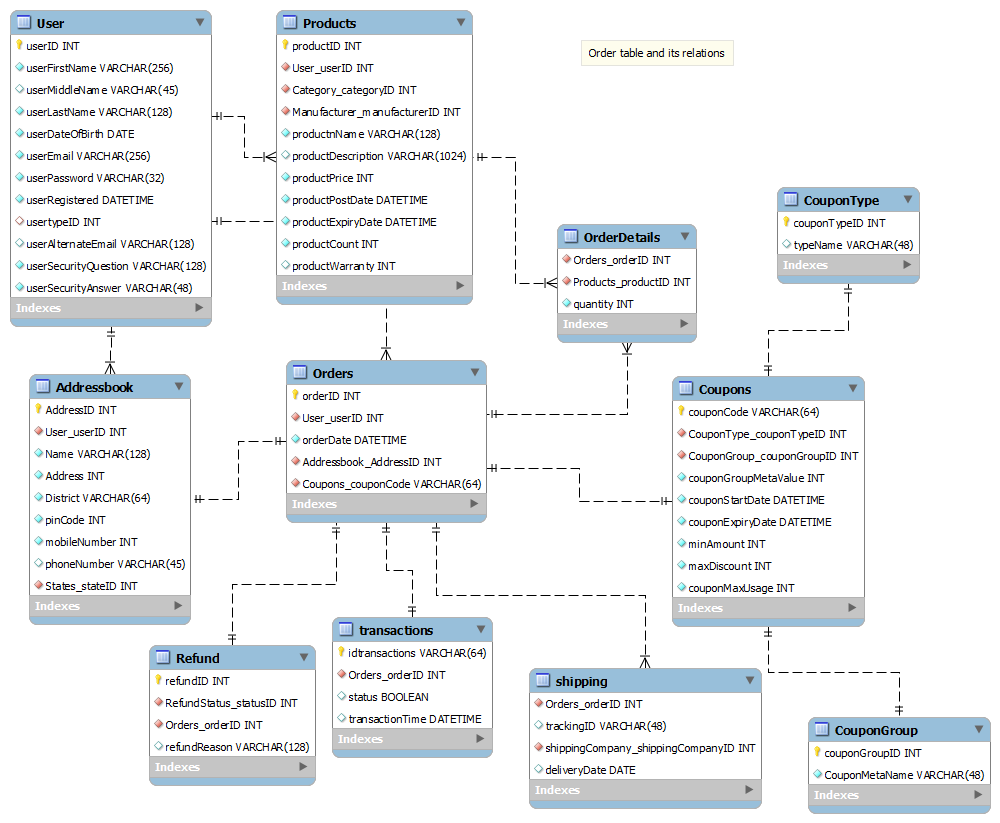 User
userID INT
userFirstName VARCHAR(256)
userMiddleName VARCHAR(45)
userLastName VARCHAR(128)
userDateOfBirth DATE
userEmail VARCHAR(256)
userPassword VARCHAR(32)
userRegistered DATETIME
usertypeID INT
userAlternateEmail VARCHAR(128)
userSecurityQuestion VARCHAR(128)
userSecurityAnswer VARCHAR(48)
Indexes
Products
productID INT
User_userID INT
Category_categoryID INT
Manufacturer_manufacturerID INT
productnName VARCHAR(128)
productDescription VARCHAR(1024)
productPrice INT
productPostDate DATETIME
productExpiryDate DATETIME
productCount INT
productWarranty INT
Indexes
Order table and its relations
OrderDetails
Orders_orderID INT
Products_productID INT
quantity INT
Indexes
CouponType
couponTypeID INT
typeName VARCHAR(48)
Indexes
Addressbook
AddressID INT
User_userID INT
Name VARCHAR(128)
Address INT
District VARCHAR(64)
pinCode INT
mobileNumber INT
phoneNumber VARCHAR(45)
States_stateID INT
Indexes
Orders
orderID INT
User_userID INT
orderDate DATETIME
Addressbook_AddressID INT
Coupons_couponCode VARCHAR(64)
Indexes
Coupons
couponCode VARCHAR(64)
CouponType_couponTypeID INT
CouponGroup_couponGroupID INT
couponGroupMetaValue INT
couponStartDate DATETIME
couponExpiryDate DATETIME
minAmount INT
maxDiscount INT
couponMaxUsage INT
Indexes
Refund
refundID INT
RefundStatus_statusID INT
Orders_orderID INT
refundReason VARCHAR(128)
Indexes
transactions
idtransactions VARCHAR(64)
Orders_orderID INT
status BOOLEAN
transactionTime DATETIME
Indexes
shipping
Orders_orderID INT
trackingID VARCHAR(48)
shippingCompany_shippingCompanyID INT
deliveryDate DATE
Indexes
CouponGroup
couponGroupID INT
CouponMetaName VARCHAR(48)
Indexes